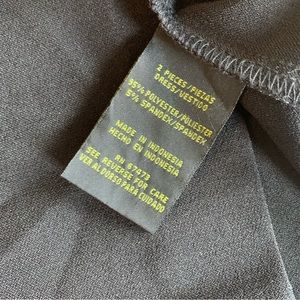 2 PIECES/PIEZAS
DRESS/VESTIDO
95% POLYESTER/POLIESTER
5% SPANDEX/SPANDEX
MADE IN INDONESIA
HECHO EN INDONESIA
RN 67473
SEE REVERSE FOR CARE
VER AL DORSO PARA CUIDADO